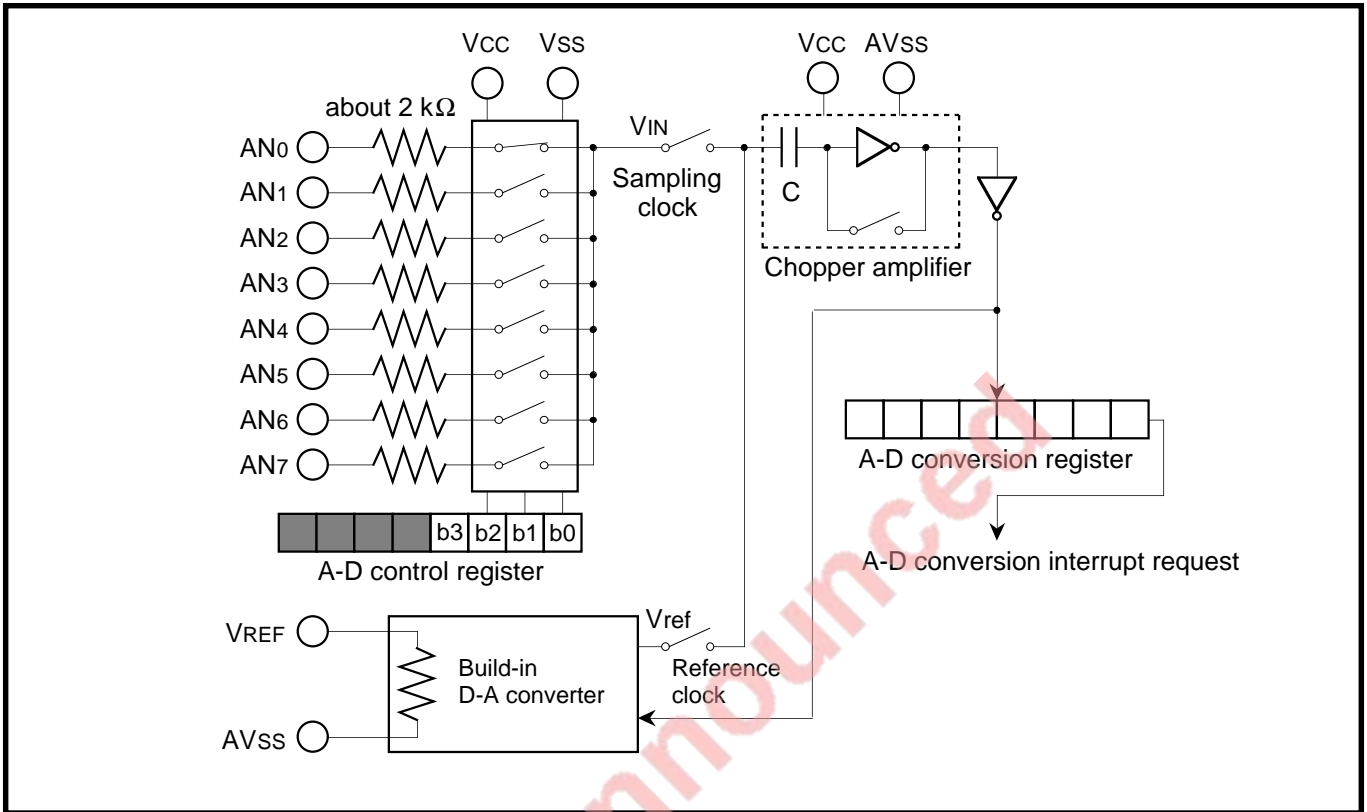 VCC VSS
VCC AVSS
about 2 kΩ
AN0
AN1
AN2
AN3
AN4
AN5
AN6
AN7
VIN
Sampling
clock
C
Chopper amplifier
A-D conversion register
A-D conversion interrupt request
b3 b2 b1 b0
A-D control register
VREF
AVSS
Build-in
D-A converter
Vref
Reference
clock
nnounced